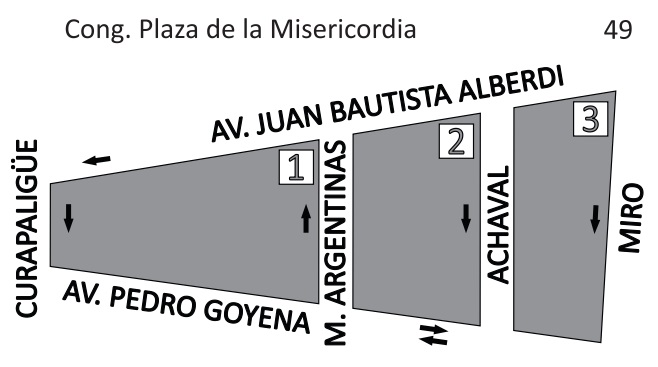 Cong. Plaza de la Misericordia 49
AV. JUAN BAUTISTA ALBERDI
1
2
3
CURAPALIGÜE
M. ARGENTINAS
ACHAVAL
MIRO
AV. PEDRO GOYENA